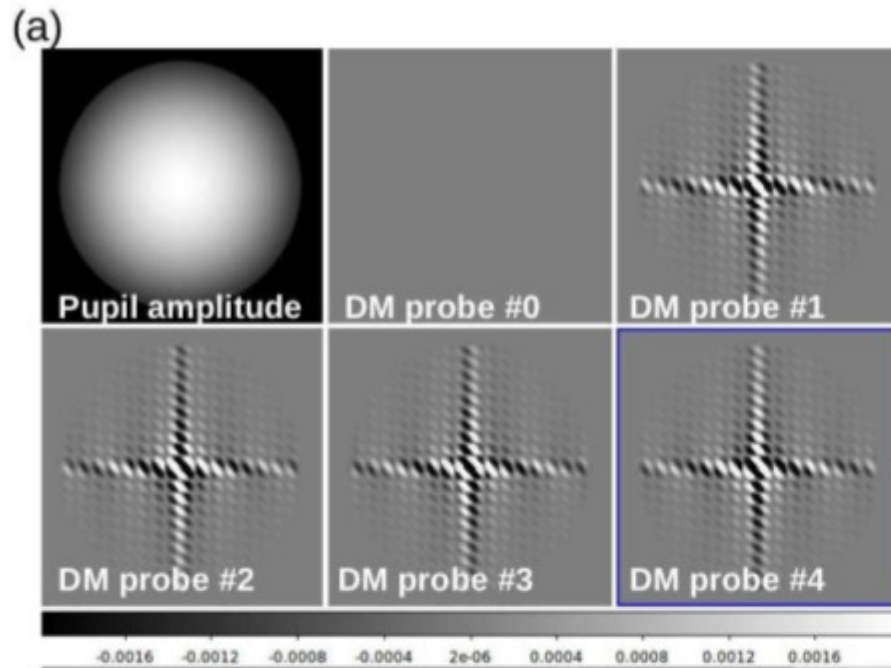 (a)
Pupil amplitude DM probe #0 DM probe #1
DM probe #2 DM probe #3 DM probe #4
-0.0016 -0.0012 -0.0008 -0.0004 2e-06 0.0004 0.0008 0.0012 0.0016